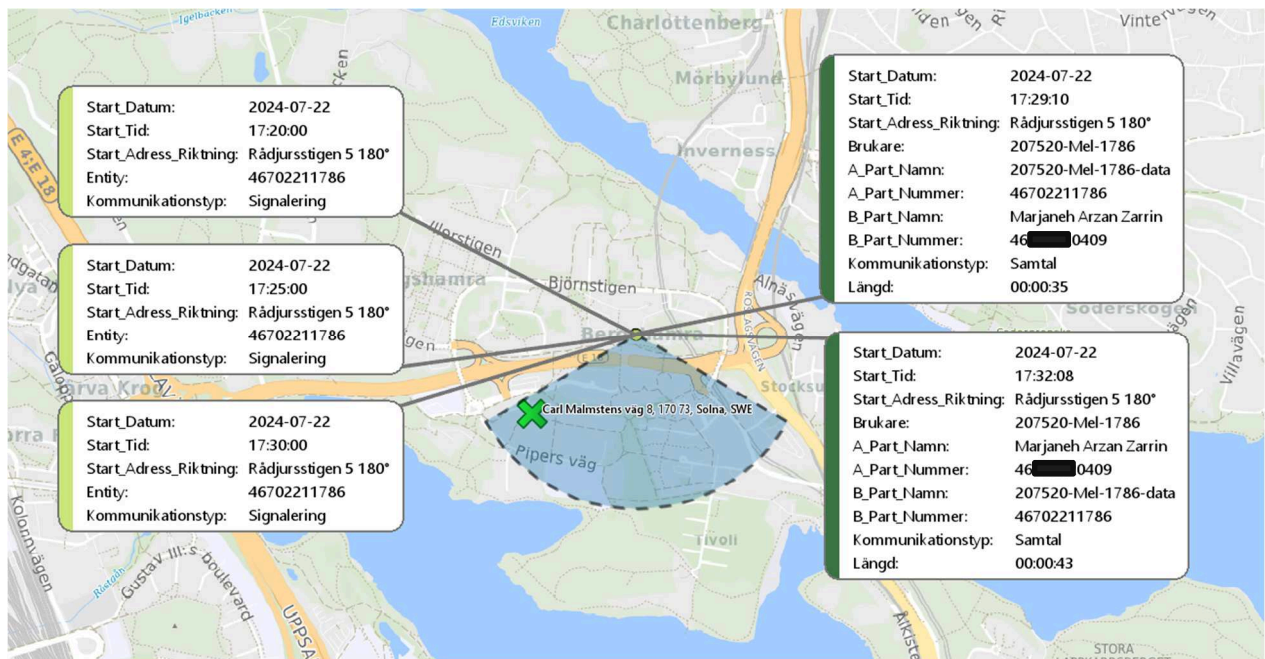 Start_Datum: 2024-07-22
Start_Tid: 17:20:00
Start_Adress_Riktning: Rådjursstigen 5 180°
Entity: 46702211786
Kommunikationstyp: Signalering
Start_Datum: 2024-07-22
Start_Tid: 17:25:00
Start_Adress_Riktning: Rådjursstigen 5 180°
Entity: 46702211786
Kommunikationstyp: Signalering
Start_Datum: 2024-07-22
Start_Tid: 17:30:00
Start_Adress_Riktning: Rådjursstigen 5 180°
Entity: 46702211786
Kommunikationstyp: Signalering
Start_Datum: 2024-07-22
Start_Tid: 17:29:10
Start_Adress_Riktning: Rådjursstigen 5 180°
Brukare: 207520-Mel-1786
A_Part_Namn: 207520-Mel-1786-data
A_Part_Nummer: 46702211786
B_Part_Namn: Marjaneh Arzan Zarrin
B_Part_Nummer: 46 0409
Kommunikationstyp: Samtal
Längd: 00:00:35
Start_Datum: 2024-07-22
Start_Tid: 17:32:08
Start_Adress_Riktning: Rådjursstigen 5 180°
Brukare: 207520-Mel-1786
A_Part_Namn: Marjaneh Arzan Zarrin
A_Part_Nummer: 46 0409
B_Part_Namn: 207520-Mel-1786-data
B_Part_Nummer: 46702211786
Kommunikationstyp: Samtal
Längd: 00:00:43
Carl Malmstens väg 8, 170 73, Solna, SWE
Igelbäcken
Edsviken
Charlottenberg
Mörbylund
Inverness
E 4;E 18
Björnstigen
Alnäsvägen
ROSLAGSVÄGEN
Pipers väg
Tivoli
Villavägen
Kolonnvägen
Råstaån
Gustav III:s boulevard
UPPSA
STORA